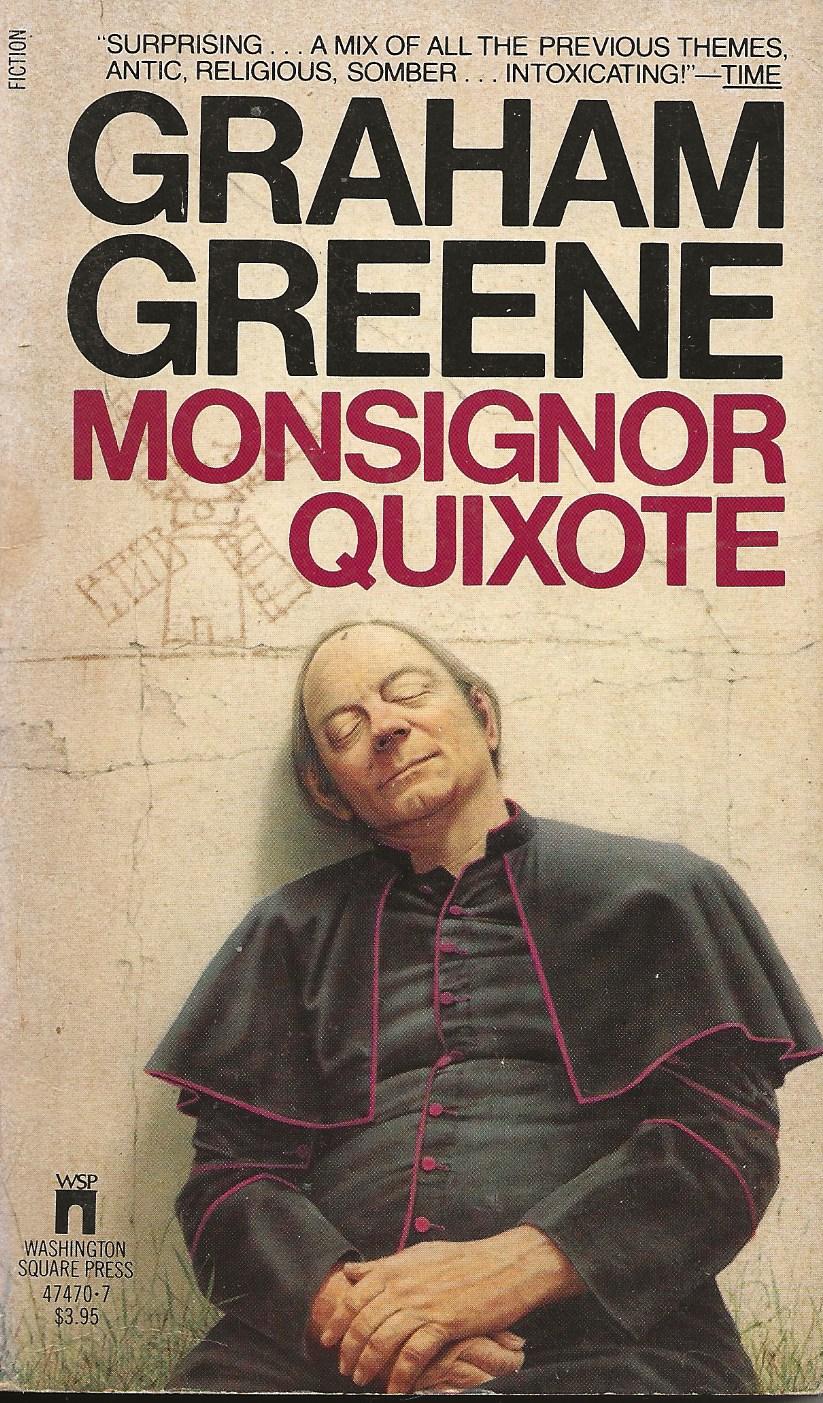 FICTION
“SURPRISING . . . A MIX OF ALL THE PREVIOUS THEMES,
ANTIC, RELIGIOUS, SOMBER . . . INTOXICATING!”—TIME
GRAHAM
GREENE
MONSIGNOR
QUIXOTE
WSP
WASHINGTON
SQUARE PRESS
47470•7
$3.95